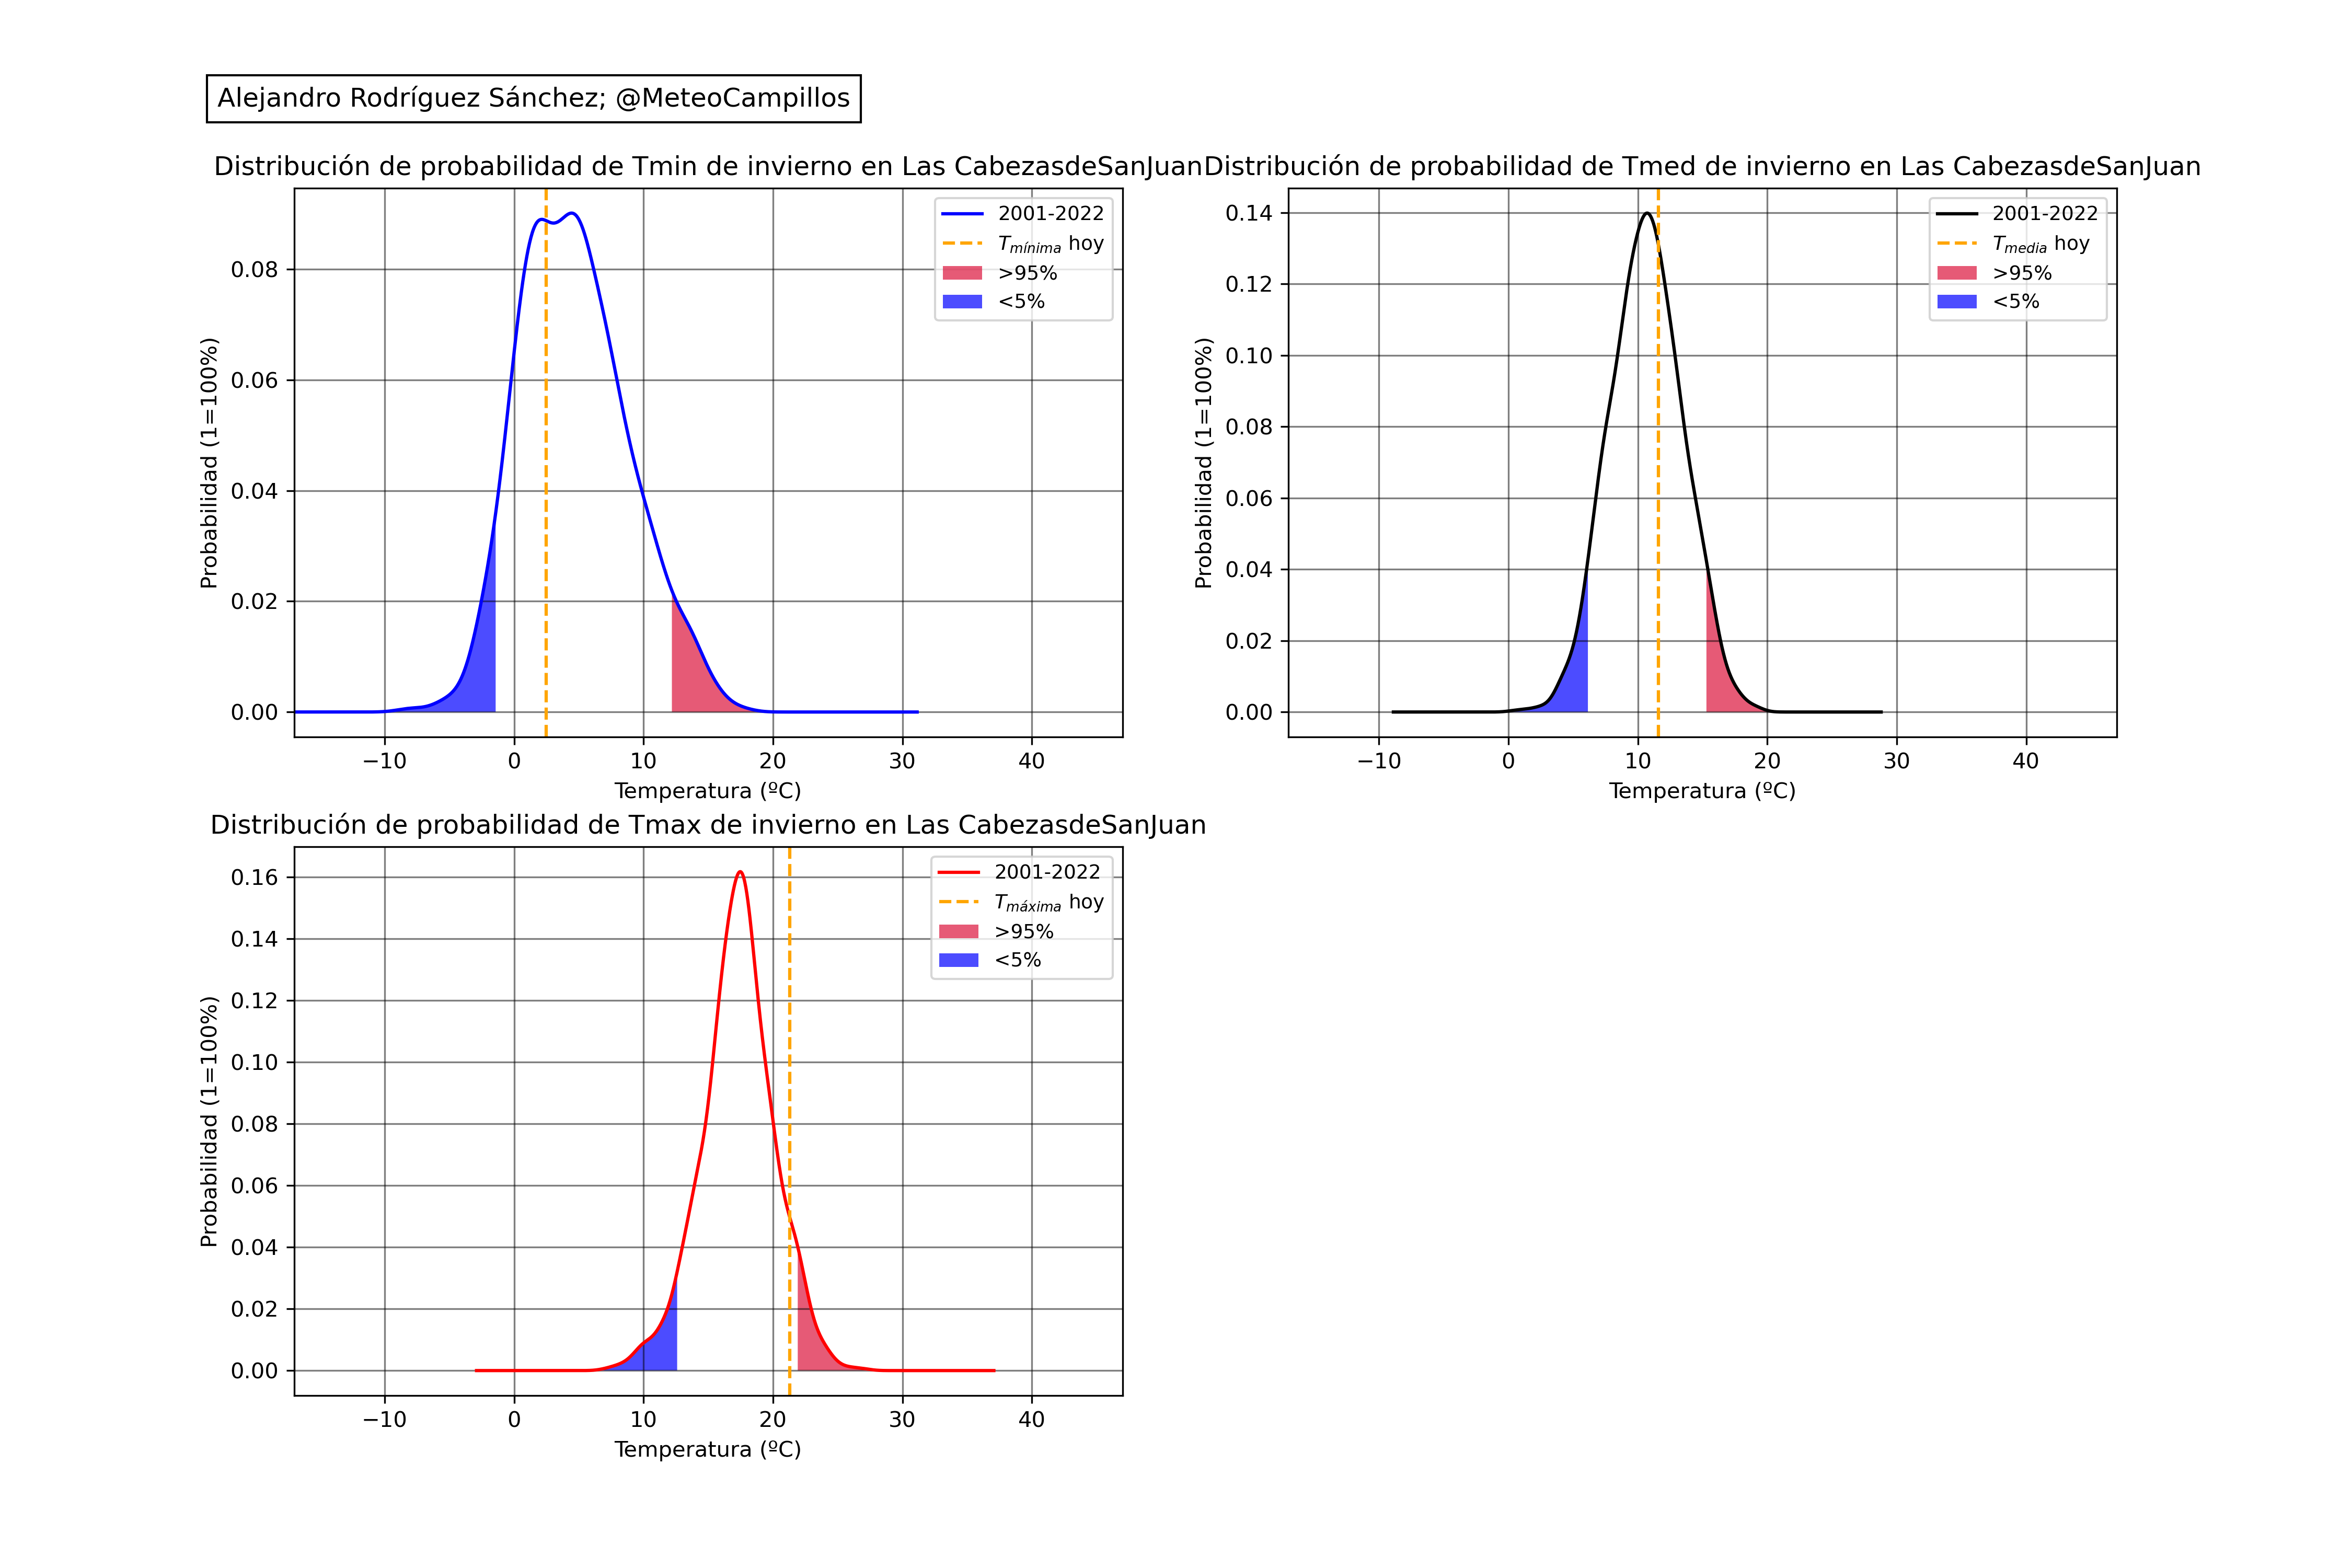 Alejandro Rodríguez Sánchez; @MeteoCampillos
Distribución de probabilidad de Tmin de invierno en Las CabezasdeSanJuan
Probabilidad (1=100%)
0.08
0.06
0.04
0.02
0.00
2001-2022
Tmínima hoy
>95%
<5%
−10 0 10 20 30 40
Temperatura (ºC)
Distribución de probabilidad de Tmed de invierno en Las CabezasdeSanJuan
Probabilidad (1=100%)
0.14
0.12
0.10
0.08
0.06
0.04
0.02
0.00
2001-2022
Tmedia hoy
>95%
<5%
−10 0 10 20 30 40
Temperatura (ºC)
Distribución de probabilidad de Tmax de invierno en Las CabezasdeSanJuan
Probabilidad (1=100%)
0.16
0.14
0.12
0.10
0.08
0.06
0.04
0.02
0.00
2001-2022
Tmáxima hoy
>95%
<5%
−10 0 10 20 30 40
Temperatura (ºC)